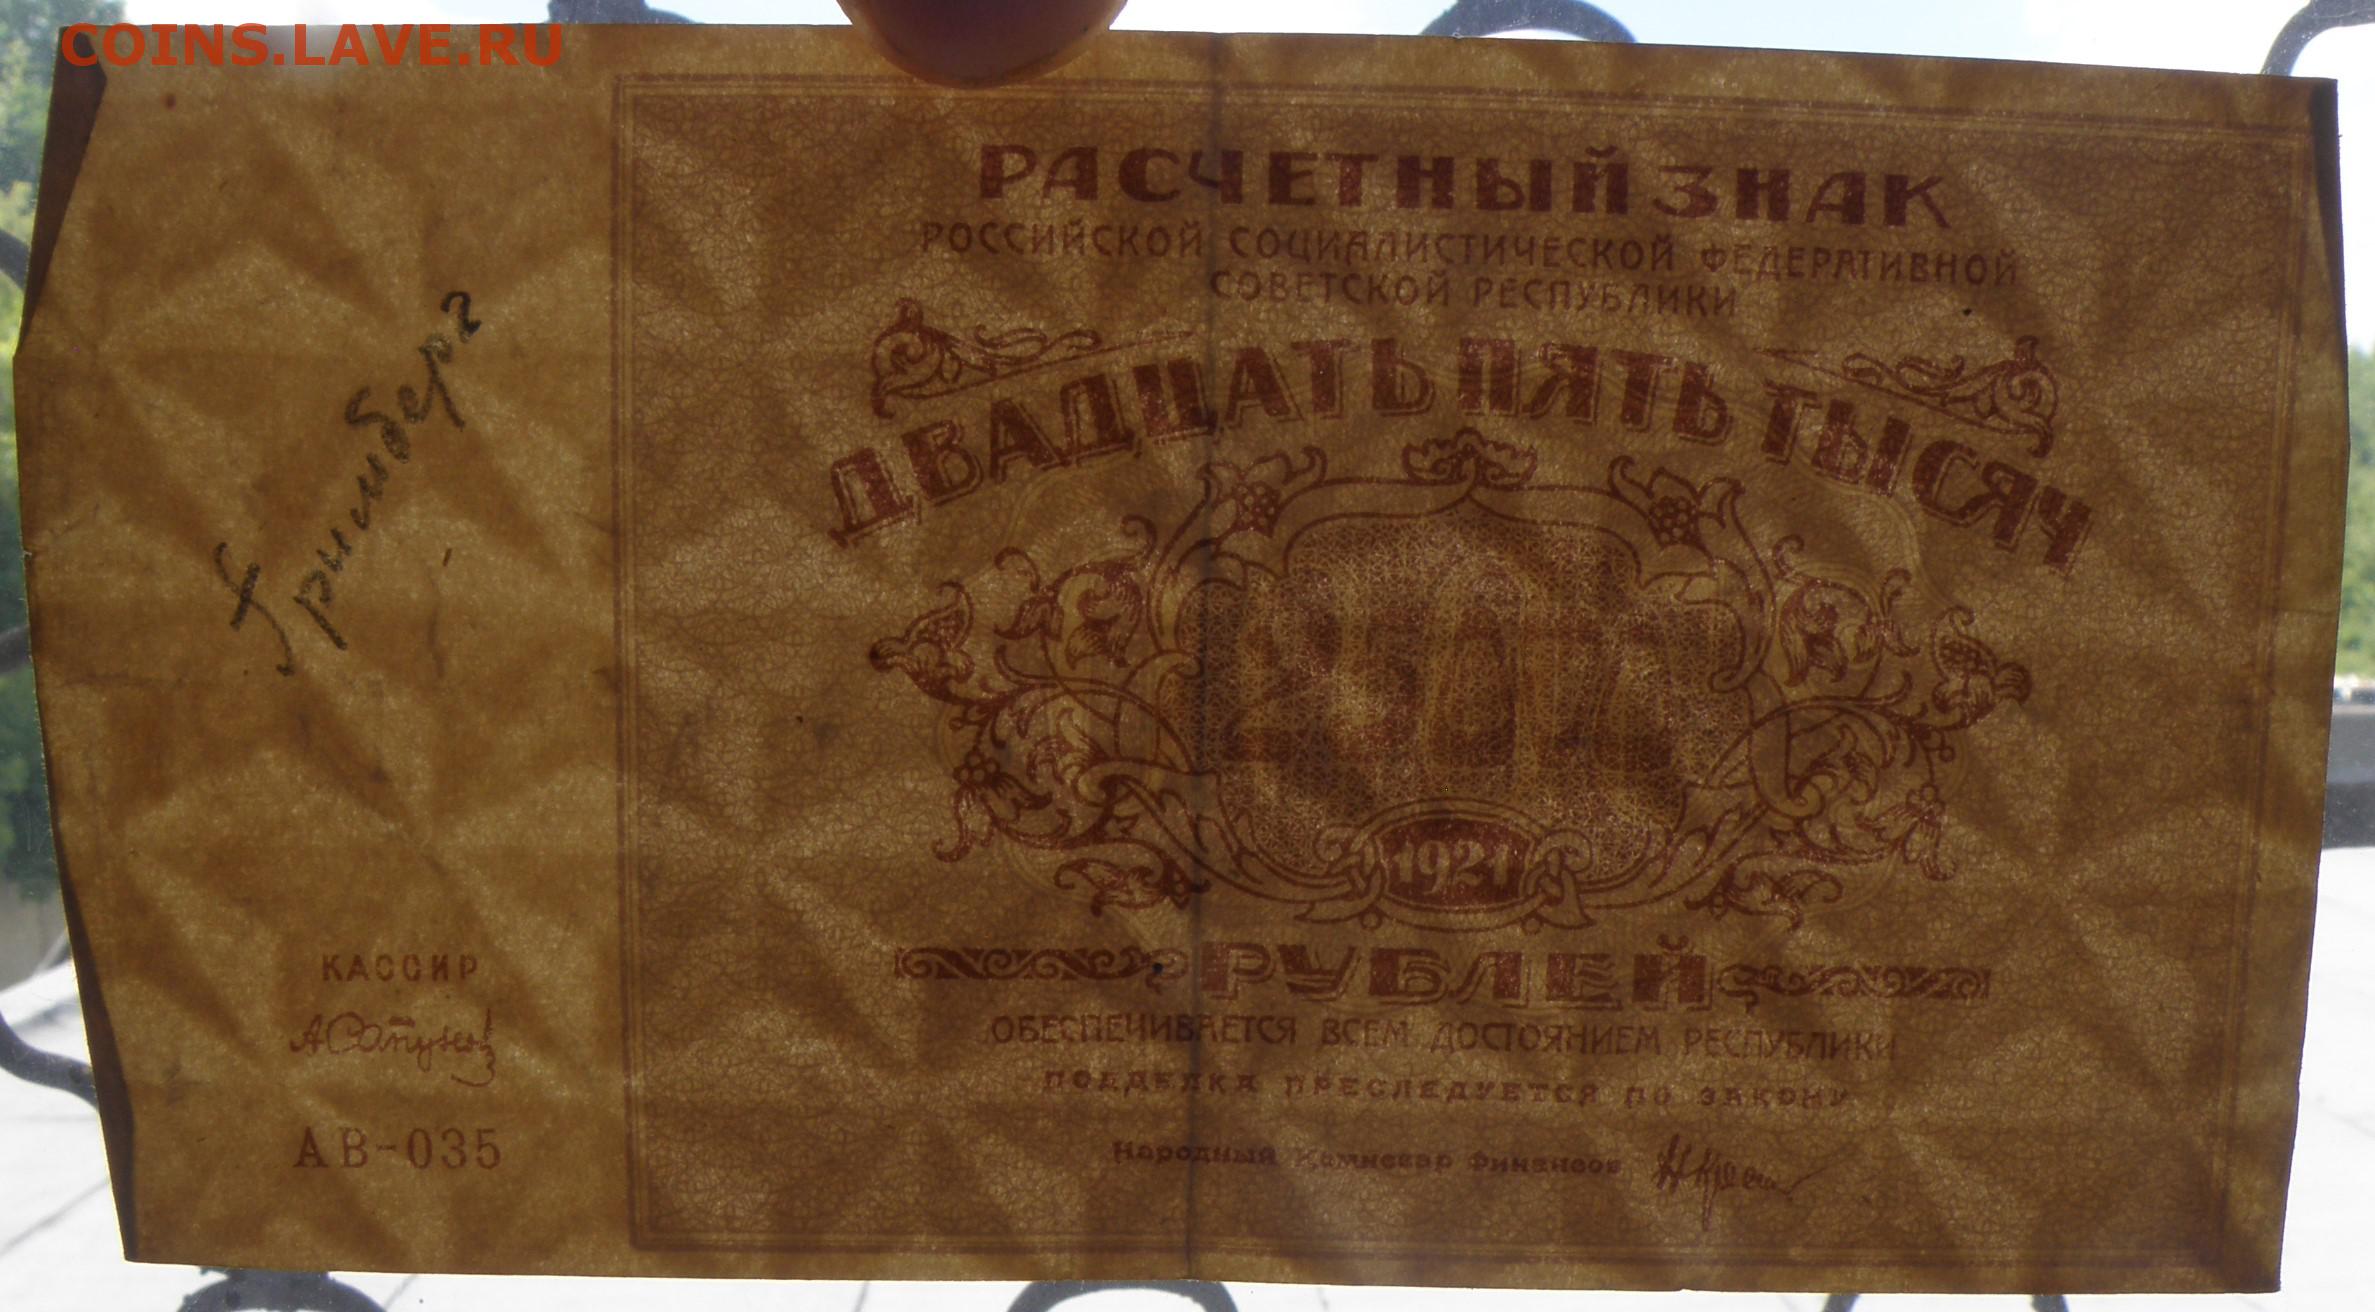 COINS.LAVE.RU
РАСЧЕТНЫЙ ЗНАК
РОССИЙСКОЙ СОЦИАЛИСТИЧЕСКОЙ ФЕДЕРАТИВНОЙ
СОВЕТСКОЙ РЕСПУБЛИКИ
ДВАДЦАТЬ ПЯТЬ ТЫСЯЧ
1921
РУБЛЕЙ
ОБЕСПЕЧИВАЕТСЯ ВСЕМ ДОСТОЯНИЕМ РЕСПУБЛИКИ
ПОДДЕЛКА ПРЕСЛЕДУЕТСЯ ПО ЗАКОНУ
Народный Комиссар Финансов
Гринберг
КАССИР
АВ-035